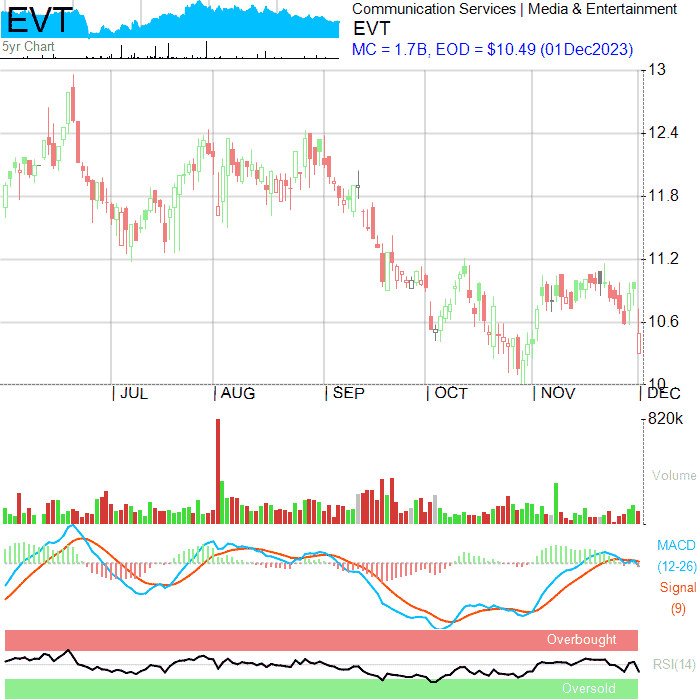 EVT
5yr Chart
Communication Services | Media & Entertainment
EVT
MC = 1.7B, EOD = $10.49 (01Dec2023)
13
12.4
11.8
11.2
10.6
10
JUL
AUG
SEP
OCT
NOV
DEC
820k
Volume
MACD
(12-26)
Signal
(9)
Overbought
RSI(14)
Oversold